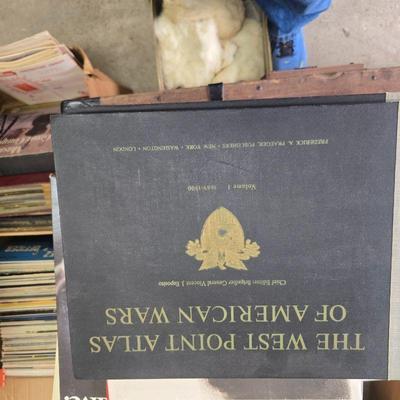 THE WEST POINT ATLAS
OF AMERICAN WARS
Chief Editor Brigadier General Vincent J. Esposito
Volume I 1689-1900
FREDERICK A. PRAEGER, PUBLISHERS • NEW YORK • WASHINGTON • LONDON